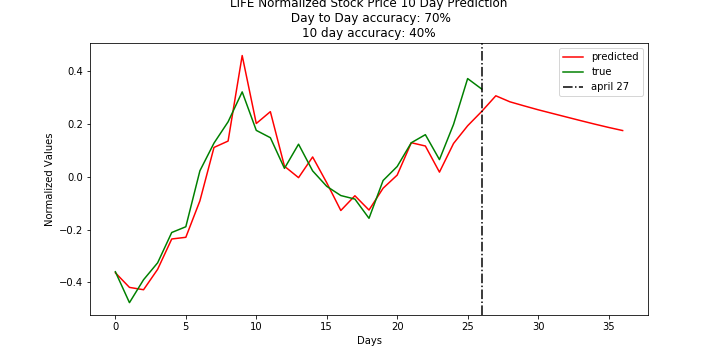 LIFE Normalized Stock Price 10 Day Prediction
Day to Day accuracy: 70%
10 day accuracy: 40%
predicted
true
april 27
Normalized Values
0.4
0.2
0.0
−0.2
−0.4
0 5 10 15 20 25 30 35
Days